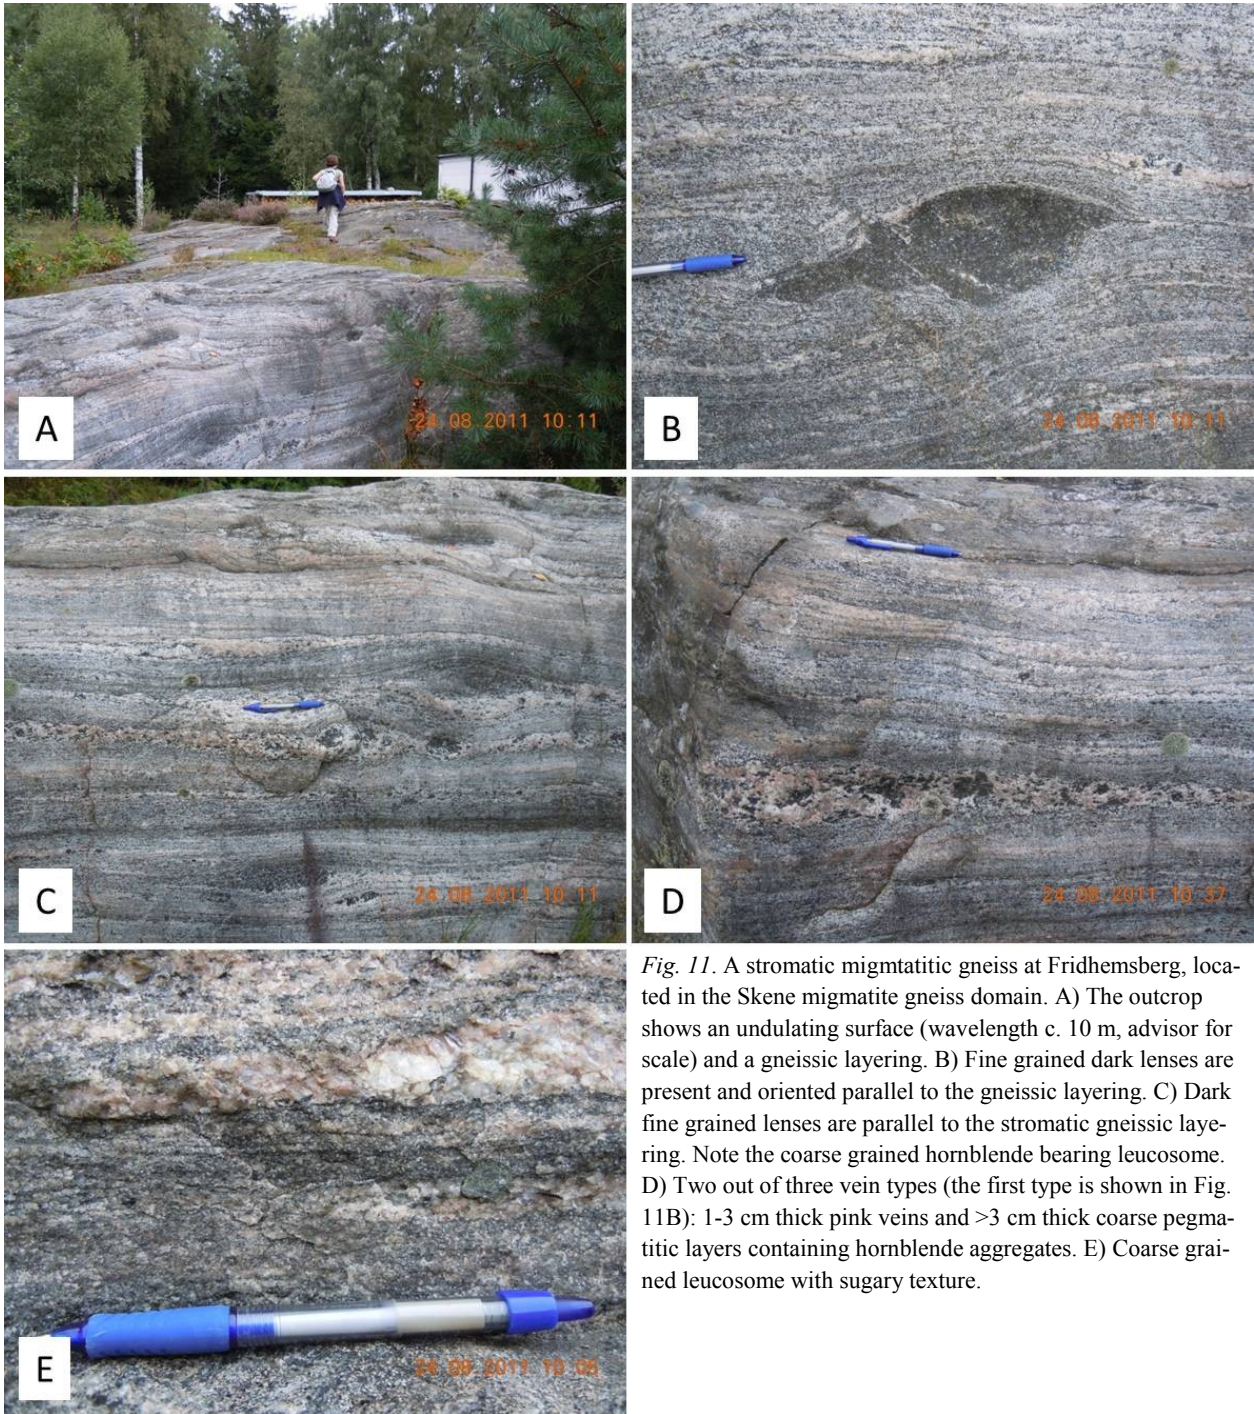 A
24 08 2011 10:11
B
24 08 2011 10:11
C
24 08 2011 10:11
D
24 08 2011 10:37
E
24 08 2011 10:05
Fig. 11. A stromatic migmtatitic gneiss at Fridhemsberg, loca-
ted in the Skene migmatite gneiss domain. A) The outcrop
shows an undulating surface (wavelength c. 10 m, advisor for
scale) and a gneissic layering. B) Fine grained dark lenses are
present and oriented parallel to the gneissic layering. C) Dark
fine grained lenses are parallel to the stromatic gneissic laye-
ring. Note the coarse grained hornblende bearing leucosome.
D) Two out of three vein types (the first type is shown in Fig.
11B): 1-3 cm thick pink veins and >3 cm thick coarse pegma-
titic layers containing hornblende aggregates. E) Coarse grai-
ned leucosome with sugary texture.